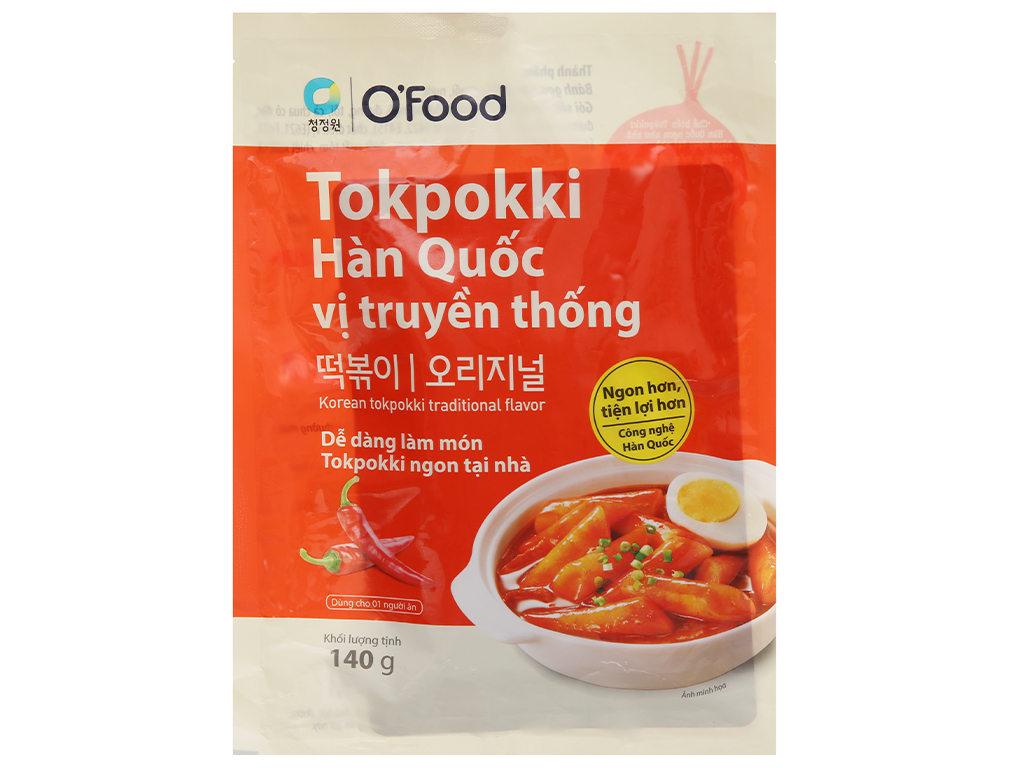 청정원
O'Food
Tokpokki
Hàn Quốc
vị truyền thống
떡볶이 | 오리지널
Korean tokpokki traditional flavor
Ngon hơn,
tiện lợi hơn
Công nghệ
Hàn Quốc
Dễ dàng làm món
Tokpokki ngon tại nhà
Dùng cho 01 người ăn
Khối lượng tịnh
140 g
Ảnh minh họa